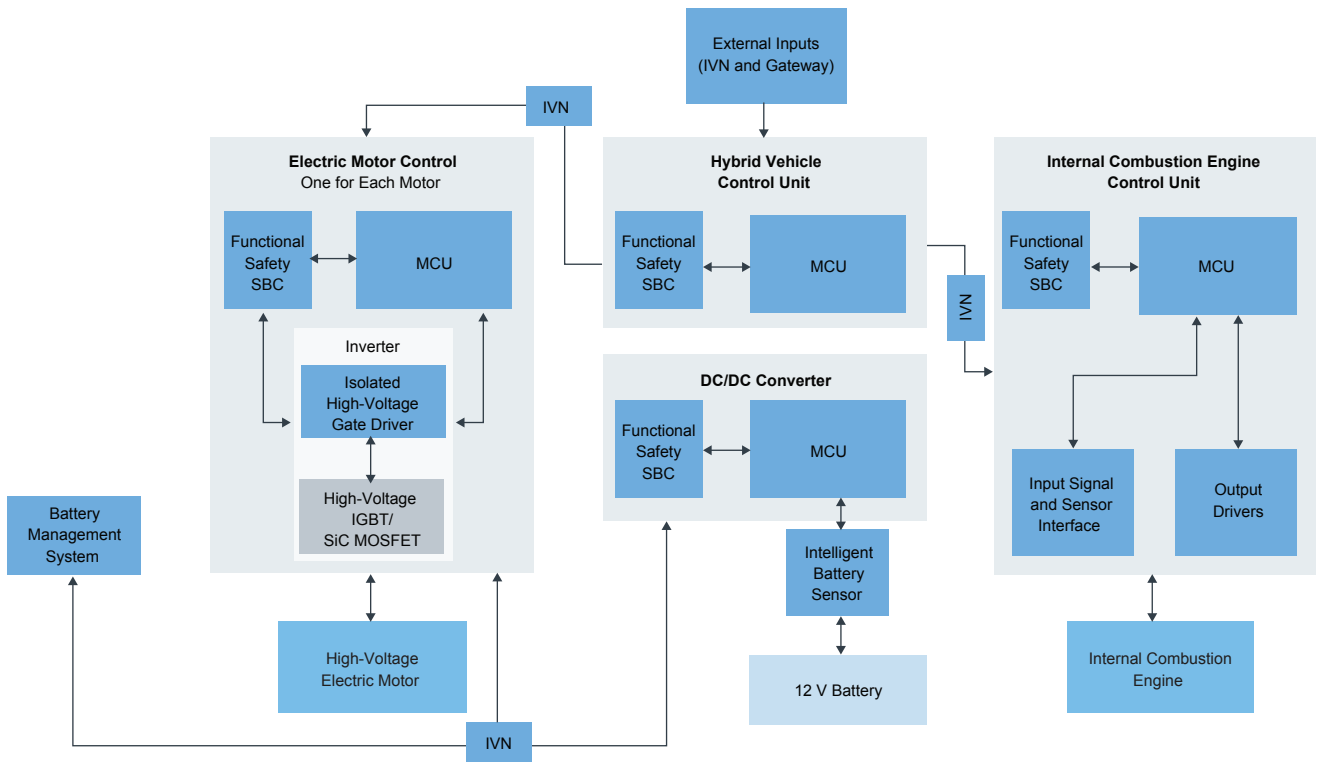 External Inputs
(IVN and Gateway)
IVN
Electric Motor Control
One for Each Motor
Functional
Safety
SBC
MCU
Inverter
Isolated
High-Voltage
Gate Driver
High-Voltage
IGBT/
SiC MOSFET
Hybrid Vehicle
Control Unit
Functional
Safety
SBC
MCU
IVN
Internal Combustion Engine
Control Unit
Functional
Safety
SBC
MCU
Input Signal
and Sensor
Interface
Output
Drivers
DC/DC Converter
Functional
Safety
SBC
MCU
Intelligent
Battery
Sensor
12 V Battery
Battery
Management
System
High-Voltage
Electric Motor
IVN
Internal Combustion
Engine